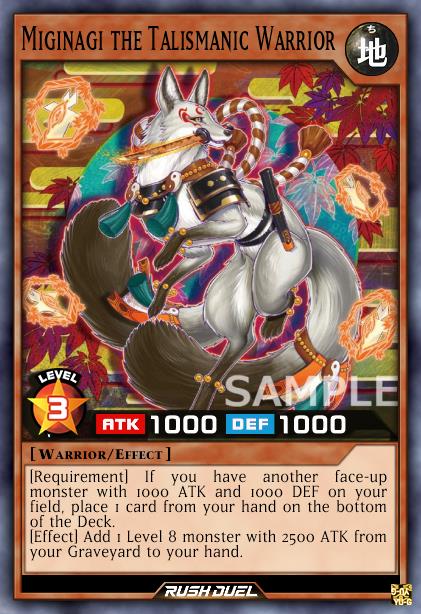 Miginagi the Talismanic Warrior
ち
地
SAMPLE
LEVEL
3
ATK 1000 DEF 1000
[Warrior/Effect]
[Requirement] If you have another face-up
monster with 1000 ATK and 1000 DEF on your
field, place 1 card from your hand on the bottom
of the Deck.
[Effect] Add 1 Level 8 monster with 2500 ATK from
your Graveyard to your hand.
RUSH DUEL